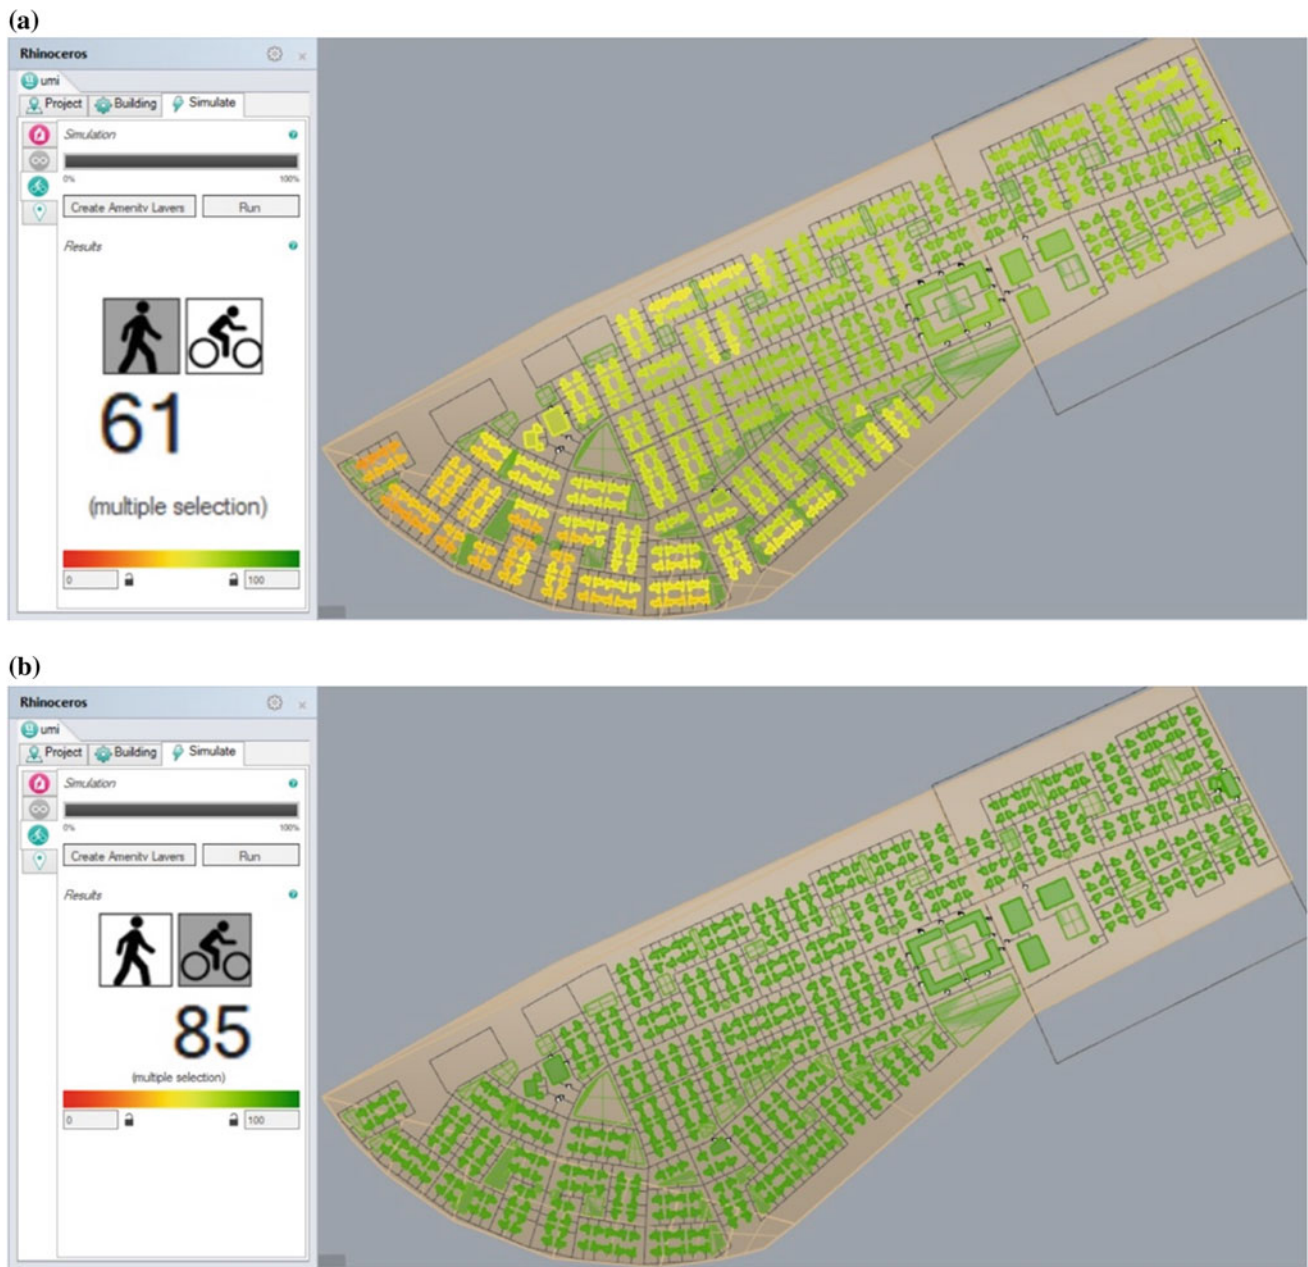 (a)
Rhinoceros
umi
Project Building Simulate
Simulation
0% 100%
Create Amenity Layers Run
Results
61
(multiple selection)
0 100
(b)
Rhinoceros
umi
Project Building Simulate
Simulation
0% 100%
Create Amenity Layers Run
Results
85
(multiple selection)
0 100